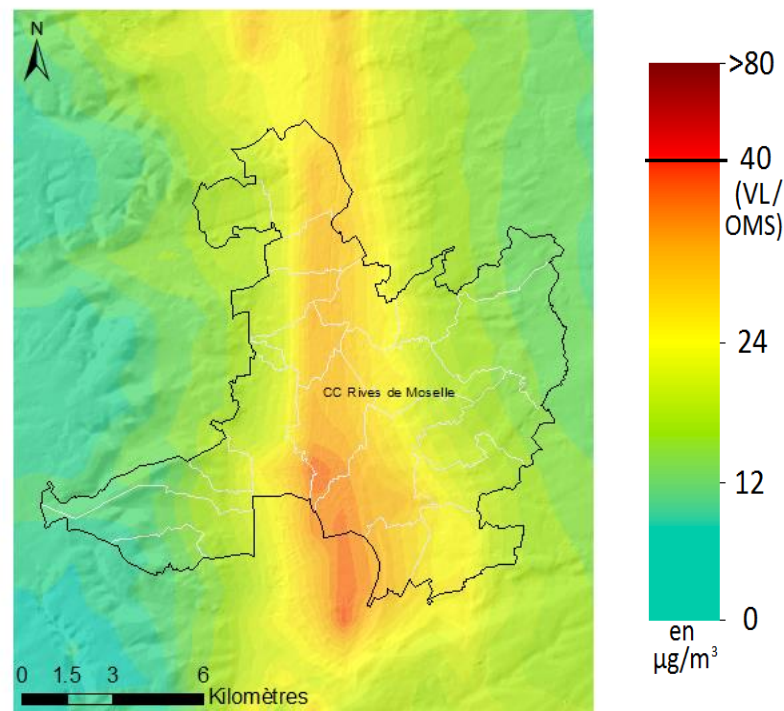 N
CC Rives de Moselle
0 1.5 3 6
Kilomètres
>80
40
(VL/
OMS)
24
12
0
en
µg/m³